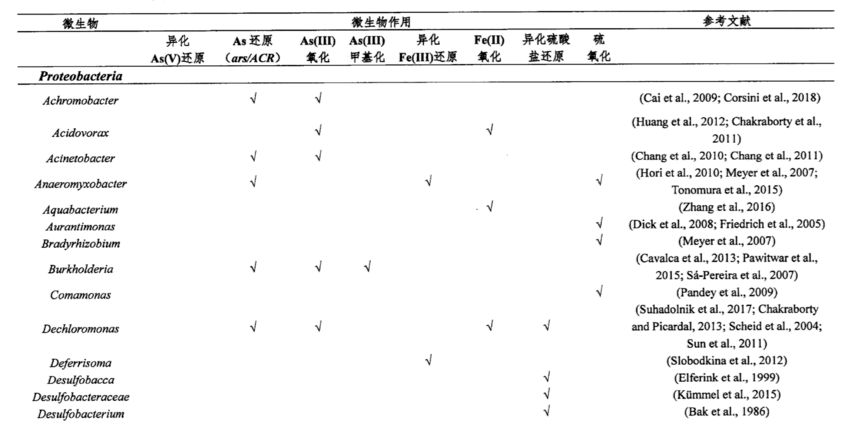 微生物 微生物作用 参考文献
异化 As还原 As(III) As(III) 异化 Fe(II) 异化硫酸 硫
As(V)还原 (ars/ACR) 氧化 甲基化 Fe(III)还原 氧化 盐还原 氧化
Proteobacteria
Achromobacter √ √ (Cai et al., 2009; Corsini et al., 2018)
Acidovorax √ √ (Huang et al., 2012; Chakraborty et al.,
2011)
Acinetobacter √ √ (Chang et al., 2010; Chang et al., 2011)
Anaeromyxobacter √ √ √ (Hori et al., 2010; Meyer et al., 2007;
Tonomura et al., 2015)
Aquabacterium √ (Zhang et al., 2016)
Aurantimonas √ (Dick et al., 2008; Friedrich et al., 2005)
Bradyrhizobium √ (Meyer et al., 2007)
Burkholderia √ √ √ (Cavalca et al., 2013; Pawitwar et al.,
2015; Sá-Pereira et al., 2007)
Comamonas √ (Pandey et al., 2009)
(Suhadolnik et al., 2017; Chakraborty
Dechloromonas √ √ √ √ and Picardal, 2013; Scheid et al., 2004;
Sun et al., 2011)
Deferrisoma √ (Slobodkina et al., 2012)
Desulfobacca √ (Elferink et al., 1999)
Desulfobacteraceae √ (Kümmel et al., 2015)
Desulfobacterium √ (Bak et al., 1986)